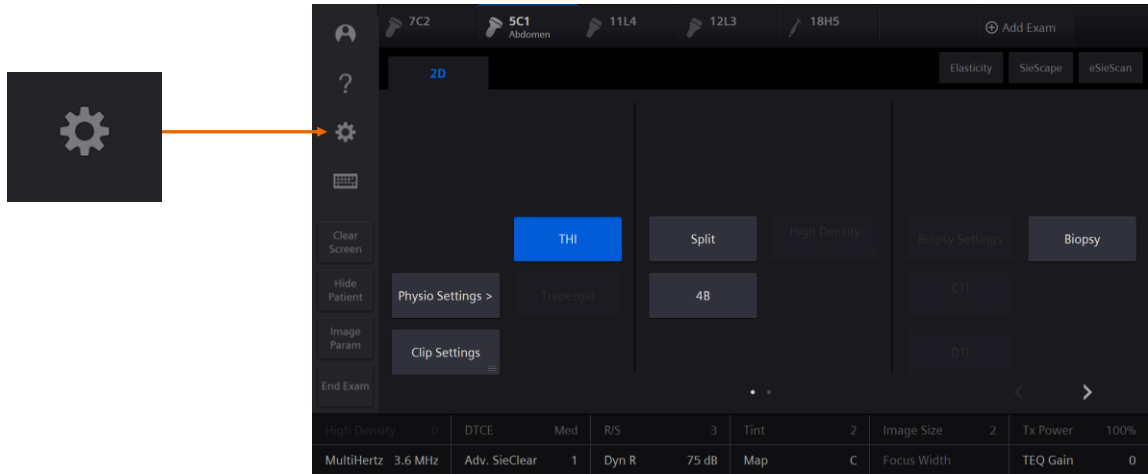 7C2
5C1
Abdomen
11L4
12L3
18H5
Add Exam
?
2D
Elasticity
SieScape
eSieScan
Clear
Screen
THI
Split
High Density
Biopsy Settings
Biopsy
Hide
Patient
Physio Settings >
Trapezoid
4B
CTI
Image
Param
Clip Settings
DTI
End Exam
High Density 0
DTCE Med
R/S 3
Tint 2
Image Size 2
Tx Power 100%
MultiHertz 3.6 MHz
Adv. SieClear 1
Dyn R 75 dB
Map C
Focus Width
TEQ Gain 0